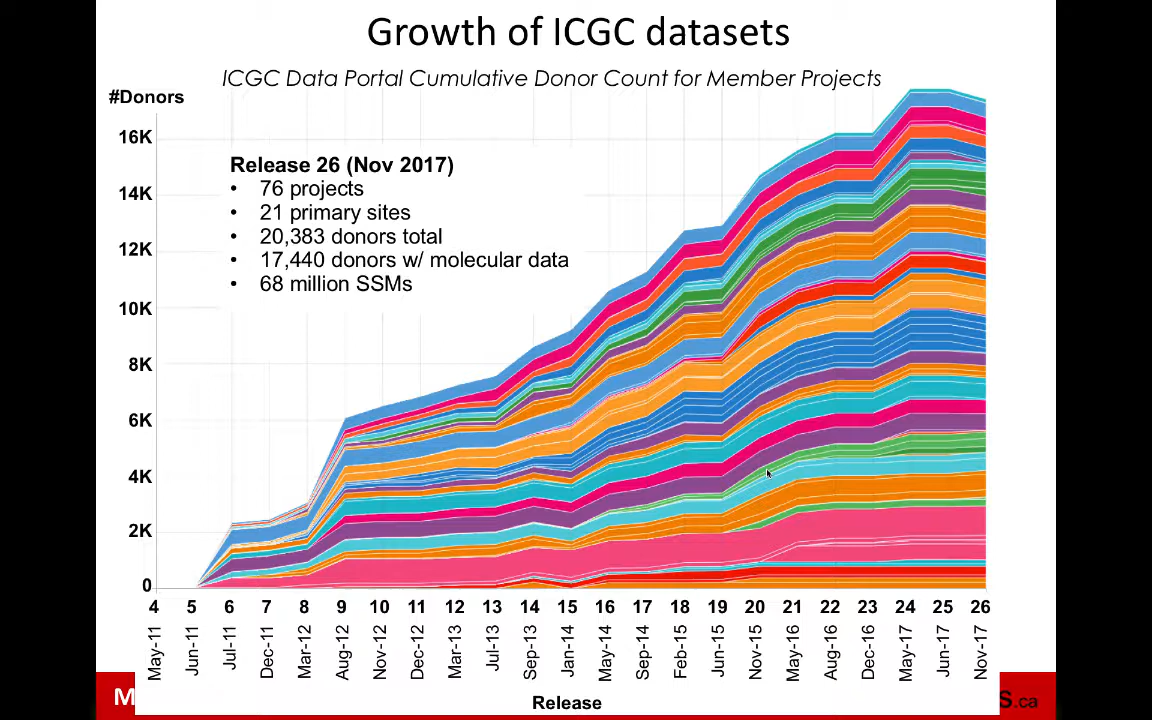 Growth of ICGC datasets
ICGC Data Portal Cumulative Donor Count for Member Projects
#Donors
16K
14K
12K
10K
8K
6K
4K
2K
0
Release 26 (Nov 2017)
• 76 projects
• 21 primary sites
• 20,383 donors total
• 17,440 donors w/ molecular data
• 68 million SSMs
4 5 6 7 8 9 10 11 12 13 14 15 16 17 18 19 20 21 22 23 24 25 26
May-11 Jun-11 Jul-11 Dec-11 Mar-12 Aug-12 Nov-12 Dec-12 Mar-13 Jul-13 Sep-13 Jan-14 May-14 Sep-14 Feb-15 Jun-15 Nov-15 May-16 Aug-16 Dec-16 May-17 Jun-17 Nov-17
Release
M
S.ca